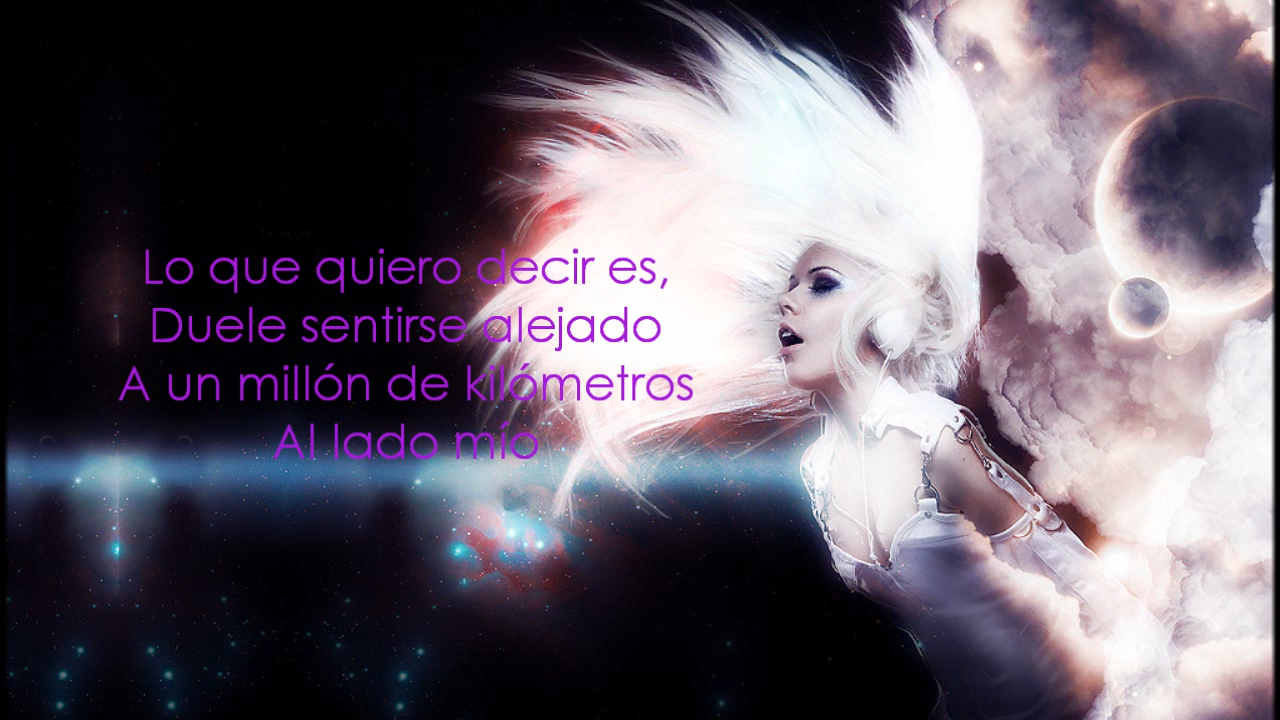 Lo que quiero decir es,
Duele sentirse alejado
A un millón de kilómetros
Al lado mío